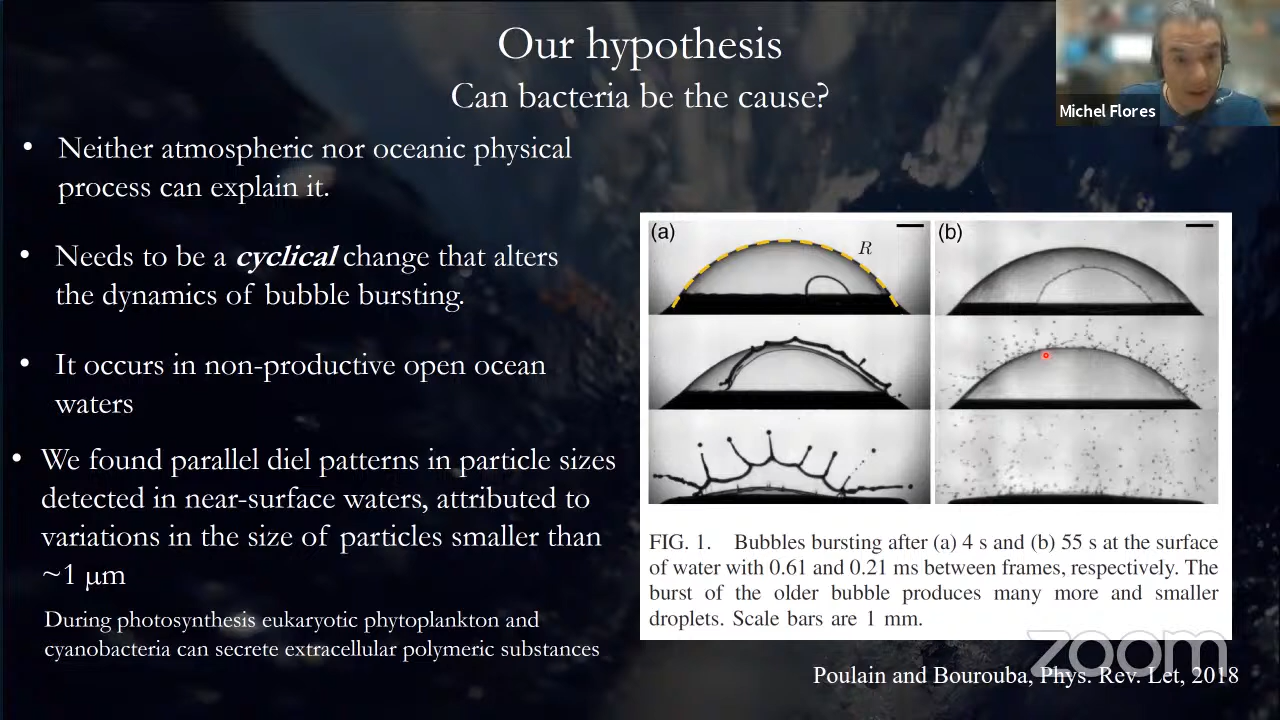 Our hypothesis
Can bacteria be the cause?
Michel Flores
• Neither atmospheric nor oceanic physical
process can explain it.
• Needs to be a cyclical change that alters
the dynamics of bubble bursting.
• It occurs in non-productive open ocean
waters
• We found parallel diel patterns in particle sizes
detected in near-surface waters, attributed to
variations in the size of particles smaller than
~1 μm
During photosynthesis eukaryotic phytoplankton and
cyanobacteria can secrete extracellular polymeric substances
(a)
R
(b)
FIG. 1. Bubbles bursting after (a) 4 s and (b) 55 s at the surface
of water with 0.61 and 0.21 ms between frames, respectively. The
burst of the older bubble produces many more and smaller
droplets. Scale bars are 1 mm.
zoom
Poulain and Bourouba, Phys. Rev. Let, 2018